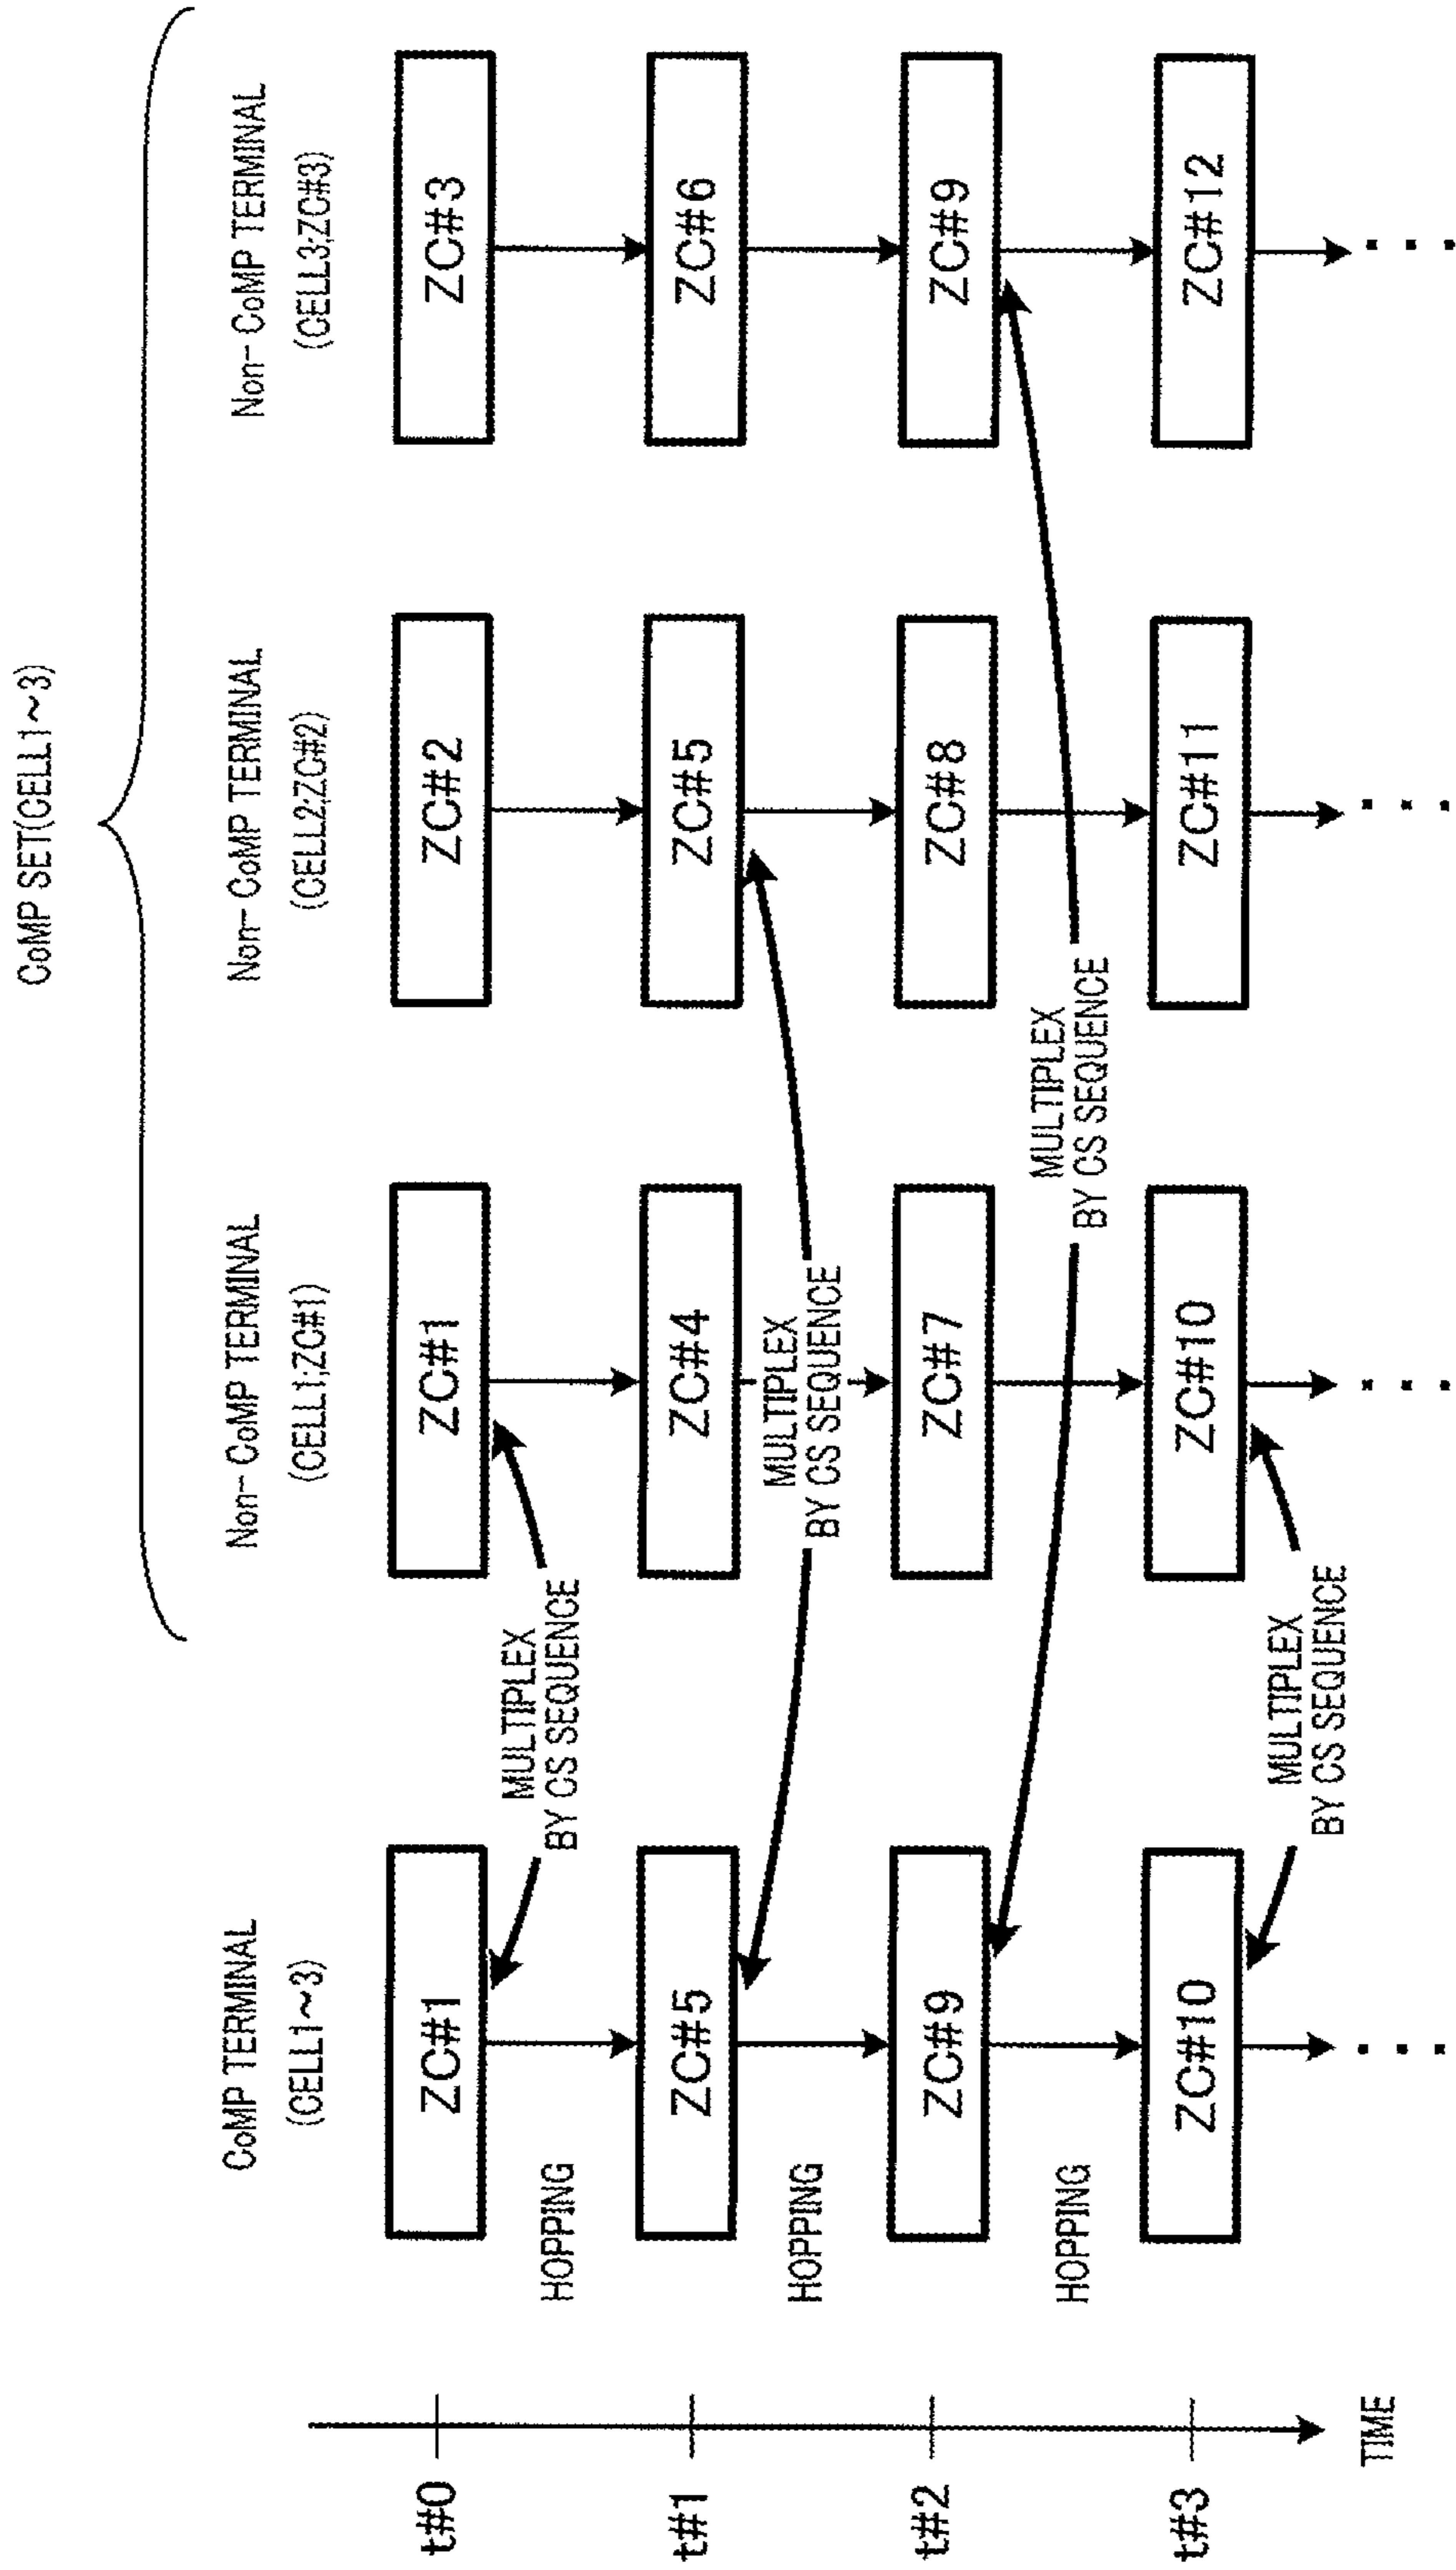 CoMP SET(CELL1~3)
CoMP TERMINAL
(CELL1~3)
Non- CoMP TERMINAL
(CELL1;ZC#1)
Non- CoMP TERMINAL
(CELL2;ZC#2)
Non- CoMP TERMINAL
(CELL3;ZC#3)
t#0
ZC#1
ZC#1
ZC#2
ZC#3
HOPPING
MULTIPLEX
BY CS SEQUENCE
t#1
ZC#5
ZC#4
ZC#5
ZC#6
HOPPING
MULTIPLEX
BY CS SEQUENCE
t#2
ZC#9
ZC#7
ZC#8
ZC#9
HOPPING
MULTIPLEX
BY CS SEQUENCE
t#3
ZC#10
ZC#10
ZC#11
ZC#12
MULTIPLEX
BY CS SEQUENCE
TIME